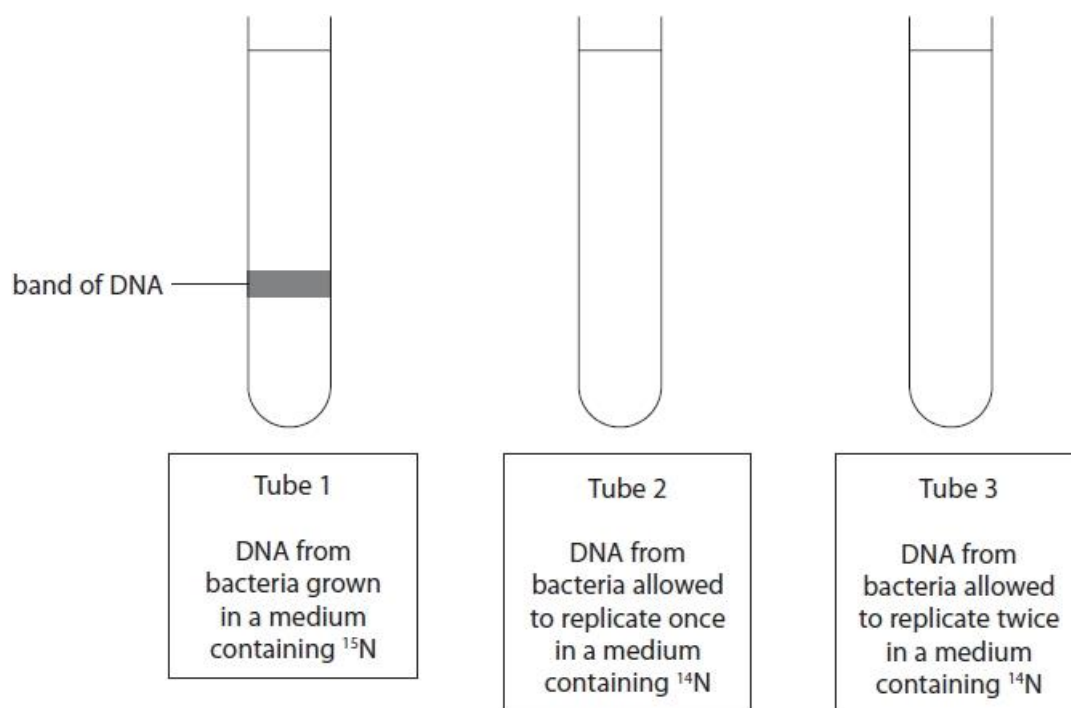 band of DNA
Tube 1
DNA from
bacteria grown
in a medium
containing ¹⁵N
Tube 2
DNA from
bacteria allowed
to replicate once
in a medium
containing ¹⁴N
Tube 3
DNA from
bacteria allowed
to replicate twice
in a medium
containing ¹⁴N